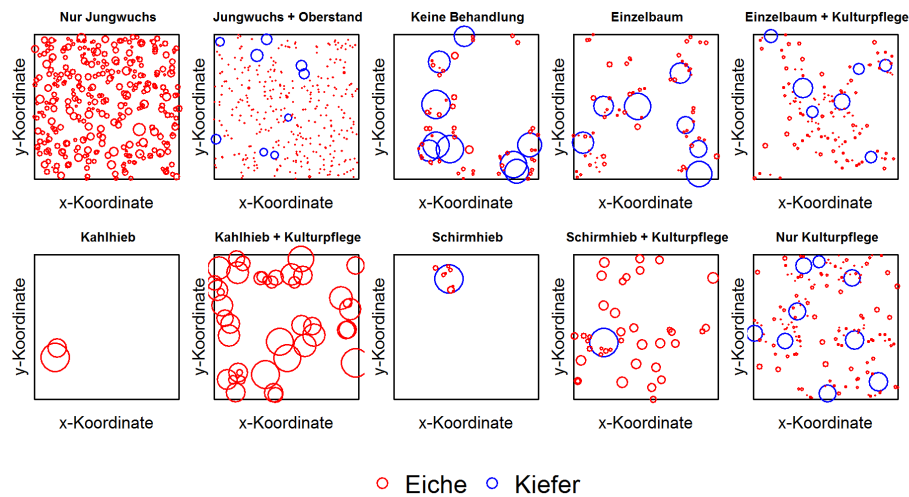 Nur Jungwuchs
Jungwuchs + Oberstand
Keine Behandlung
Einzelbaum
Einzelbaum + Kulturpflege
y-Koordinate
y-Koordinate
y-Koordinate
y-Koordinate
y-Koordinate
x-Koordinate
x-Koordinate
x-Koordinate
x-Koordinate
x-Koordinate
Kahlhieb
Kahlhieb + Kulturpflege
Schirmhieb
Schirmhieb + Kulturpflege
Nur Kulturpflege
y-Koordinate
y-Koordinate
y-Koordinate
y-Koordinate
y-Koordinate
x-Koordinate
x-Koordinate
x-Koordinate
x-Koordinate
x-Koordinate
Eiche
Kiefer